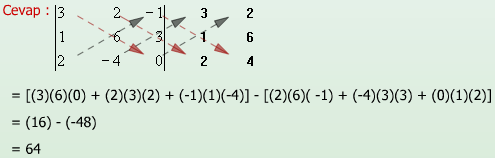 Cevap : |3 2 -1| 3 2
1 6 3 1 6
2 -4 0 2 4
= [(3)(6)(0) + (2)(3)(2) + (-1)(1)(-4)] - [(2)(6)( -1) + (-4)(3)(3) + (0)(1)(2)]
= (16) - (-48)
= 64